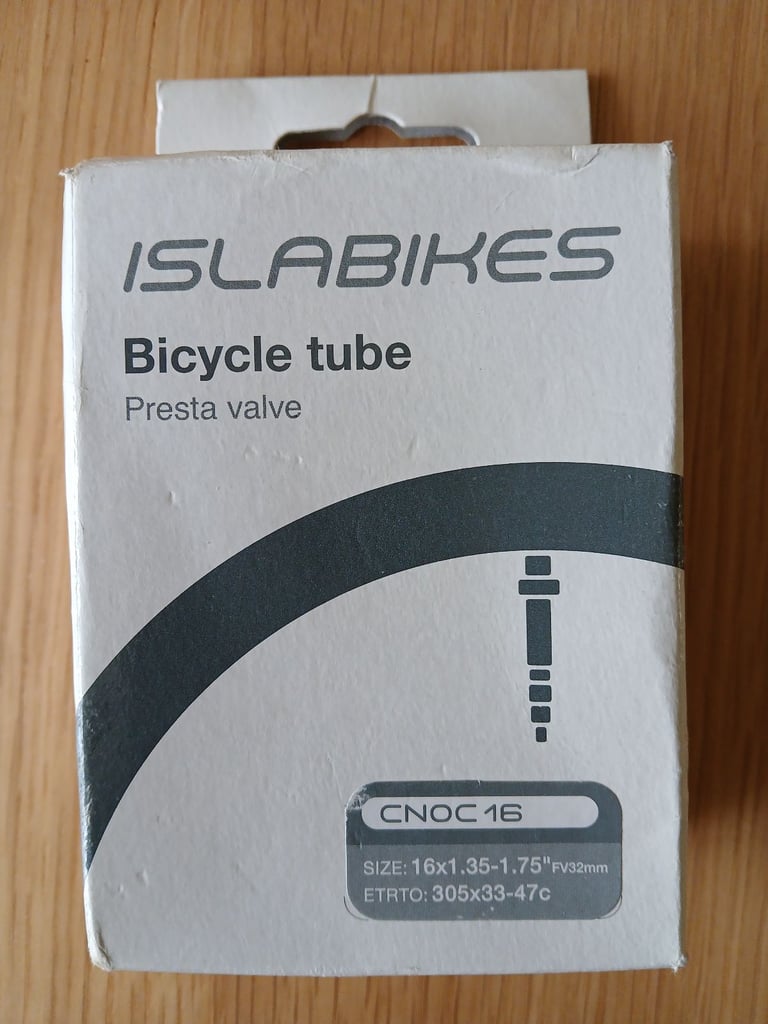 ISLABIKES
Bicycle tube
Presta valve
CNOC 16
SIZE: 16x1.35-1.75" FV32mm
ETRTO: 305x33-47c